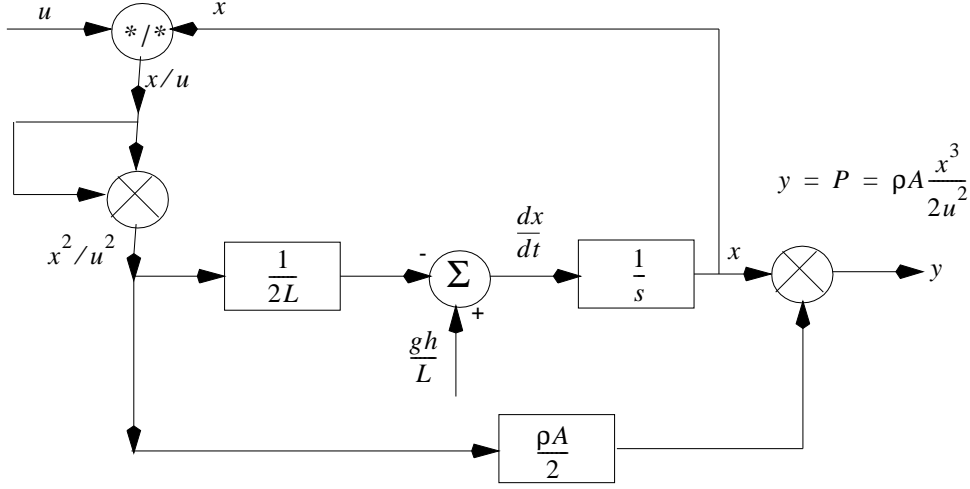 u
x
*/*
x/u
y = P = ρA x^3/2u^2
x^2/u^2
1/2L
-
Σ
+
dx/dt
1/s
x
y
gh/L
ρA/2